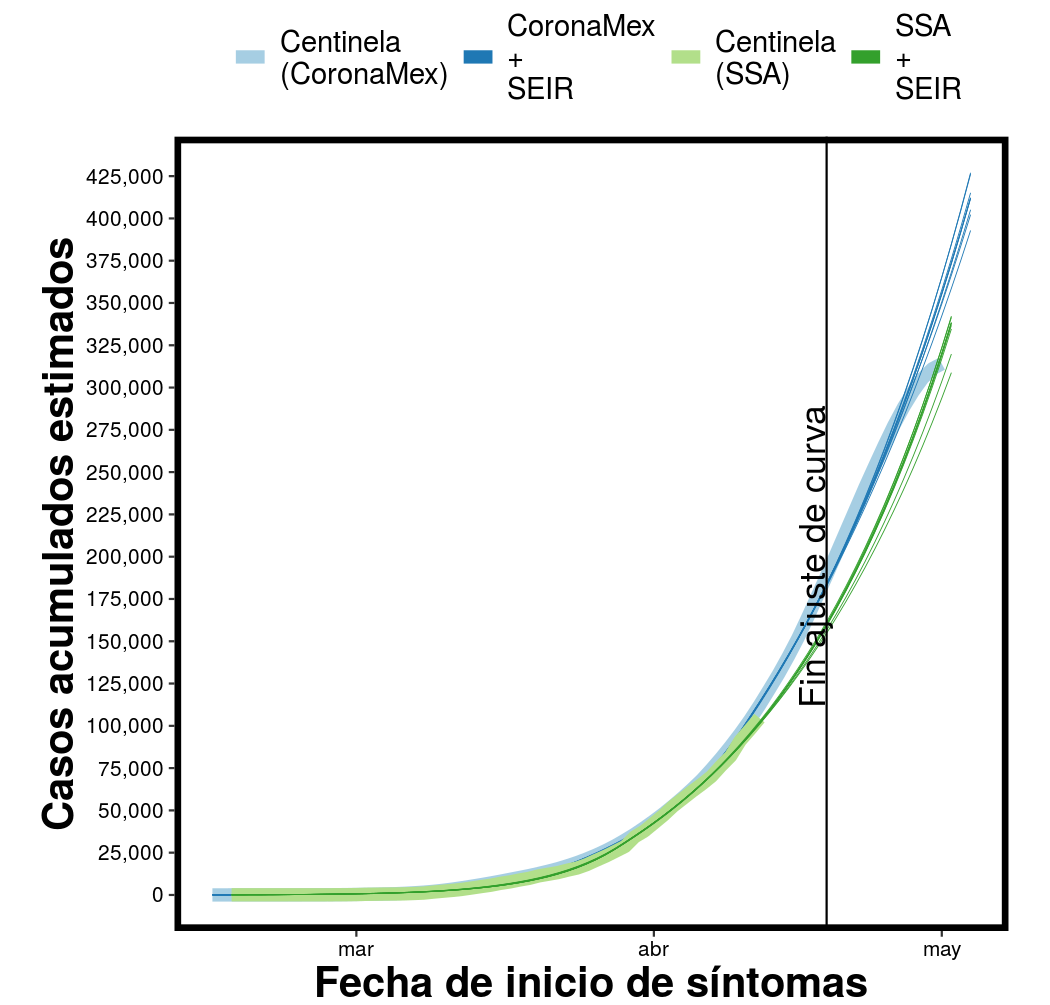 Centinela
(CoronaMex)
CoronaMex
+
SEIR
Centinela
(SSA)
SSA
+
SEIR
425,000
400,000
375,000
350,000
325,000
300,000
275,000
250,000
225,000
200,000
175,000
150,000
125,000
100,000
75,000
50,000
25,000
0
Casos acumulados estimados
Fin ajuste de curva
mar
abr
may
Fecha de inicio de síntomas